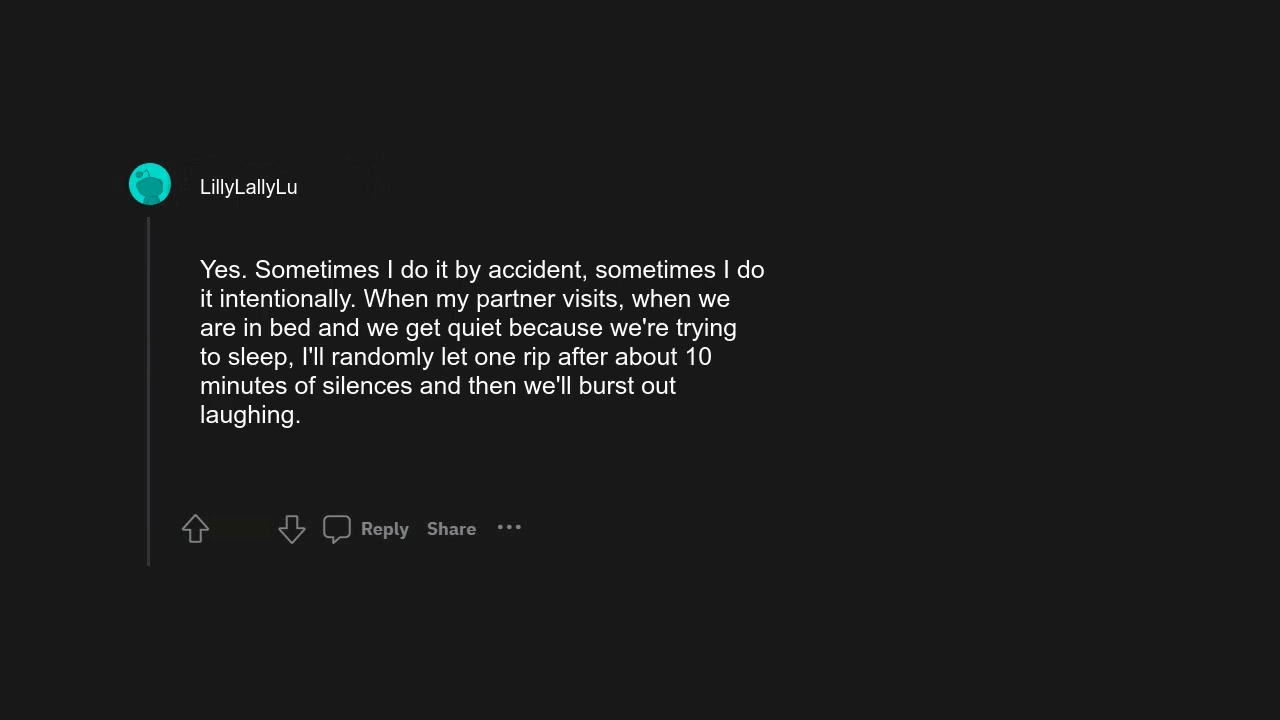 LillyLallyLu
Yes. Sometimes I do it by accident, sometimes I do
it intentionally. When my partner visits, when we
are in bed and we get quiet because we're trying
to sleep, I'll randomly let one rip after about 10
minutes of silences and then we'll burst out
laughing.
Reply Share